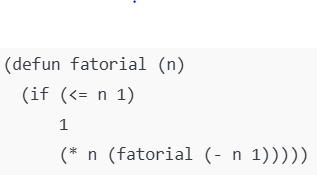 (defun fatorial (n)
  (if (<= n 1)
      1
      (* n (fatorial (- n 1)))))